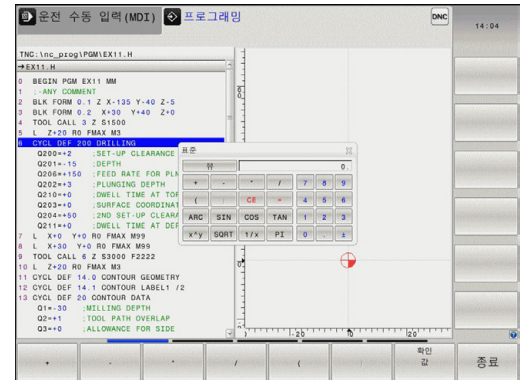 운전 수동 입력(MDI) 프로그래밍 DNC 14:04
TNC:\nc_prog\PGM\EX11.H
→EX11.H
0 BEGIN PGM EX11 MM
1 ;-ANY COMMENT
2 BLK FORM 0.1 Z X-135 Y-40 Z-5
3 BLK FORM 0.2 X+30 Y+40 Z+0
4 TOOL CALL 3 Z S1500
5 L Z+20 R0 FMAX M3
6 CYCL DEF 200 DRILLING
Q200=+2 ;SET-UP CLEARANCE
Q201=-15 ;DEPTH
Q206=+150 ;FEED RATE FOR PLN
Q202=+3 ;PLUNGING DEPTH
Q210=+0 ;DWELL TIME AT TOP
Q203=+0 ;SURFACE COORDINAT
Q204=+50 ;2ND SET-UP CLEARA
Q211=+0 ;DWELL TIME AT DEP
7 L X+0 Y+0 R0 FMAX M99
8 L X+30 Y+0 R0 FMAX M99
9 TOOL CALL 6 Z S3000 F2222
10 L Z+20 R0 FMAX M3
11 CYCL DEF 14.0 CONTOUR GEOMETRY
12 CYCL DEF 14.1 CONTOUR LABEL1 /2
13 CYCL DEF 20 CONTOUR DATA
Q1=-30 ;MILLING DEPTH
Q2=+1 ;TOOL PATH OVERLAP
Q3=+0 ;ALLOWANCE FOR SIDE
표준
0.
+ - * / 7 8 9
( ) CE = 4 5 6
ARC SIN COS TAN 1 2 3
x^y SQRT 1/x PI 0 . ±
-20 0 20
+ - * / ( 확인 값 종료